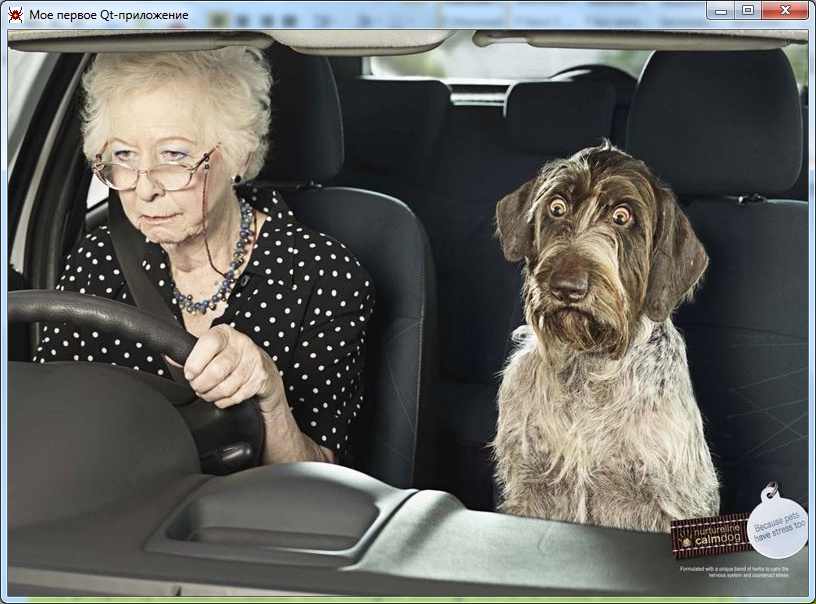 Мое первое Qt-приложение
nurtureline
calmdog
Because pets
have stress too
Formulated with a unique blend of herbs to calm the
nervous system and counteract stress